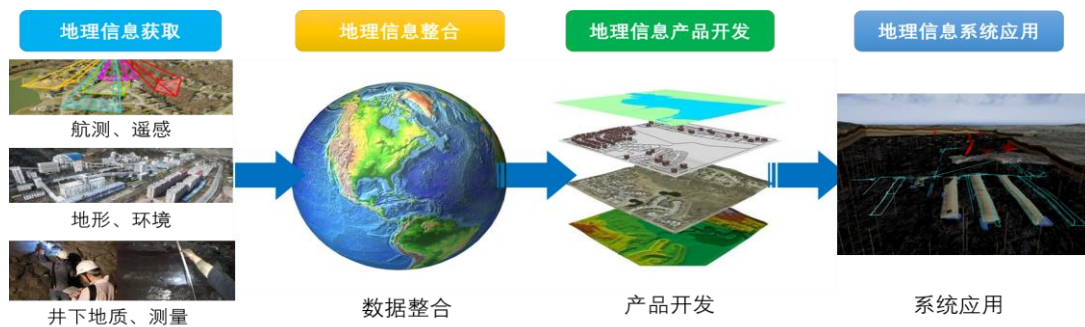 地理信息获取
地理信息整合
地理信息产品开发
地理信息系统应用
航测、遥感
地形、环境
井下地质、测量
数据整合
产品开发
系统应用